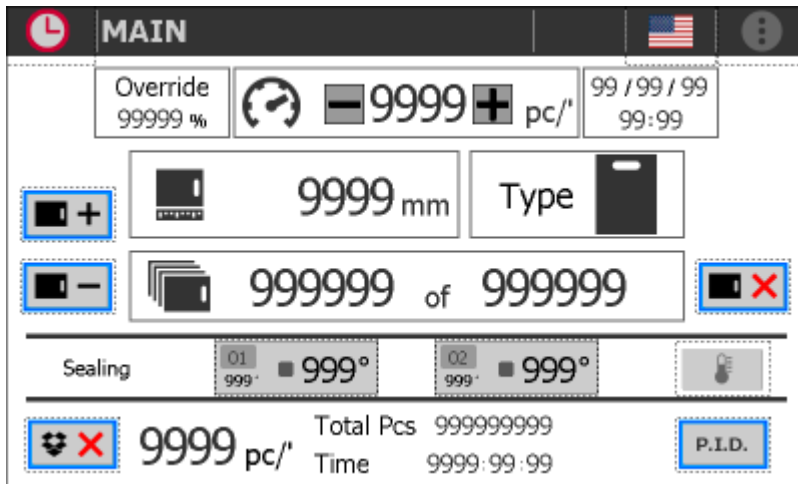 MAIN
Override
99999 %
9999 pc/'
99 / 99 / 99
99:99
9999 mm
Type
+
−
999999 of 999999
Sealing
01
999°
999°
02
999°
999°
9999 pc/'
Total Pcs 999999999
Time 9999:99:99
P.I.D.